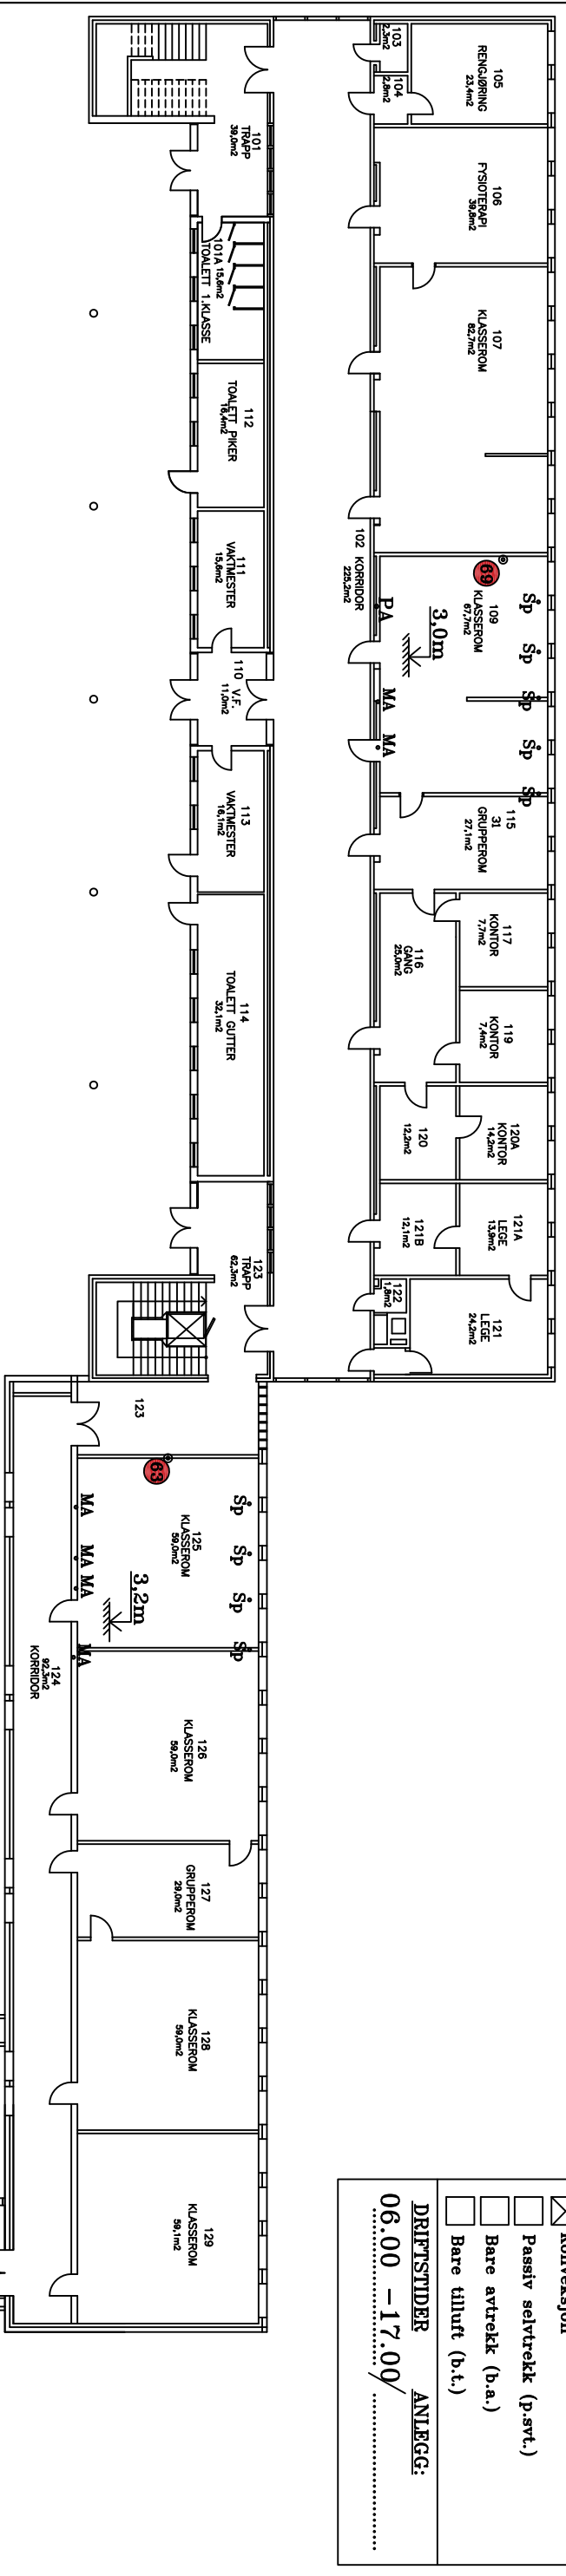 103
2,3m2
104
2,8m2
105
RENGJØRING
23,4m2
106
FYSIOTERAPI
39,8m2
107
KLASSEROM
82,7m2
101
TRAPP
39,0m2
101A 15,6m2
TOALETT 1.KLASSE
112
TOALETT PIKER
16,4m2
111
VAKTMESTER
15,6m2
110
V.F.
11,0m2
113
VAKTMESTER
16,1m2
114
TOALETT GUTTER
32,1m2
123
TRAPP
62,3m2
102 KORRIDOR
225,2m2
69
109
KLASSEROM
67,7m2
Sp
Sp
Sp
Sp
Sp
3,0m
PA
MA
MA
115
31
GRUPPEROM
27,1m2
116
GANG
25,0m2
117
KONTOR
7,7m2
119
KONTOR
7,4m2
120
12,2m2
120A
KONTOR
14,2m2
121B
12,1m2
121A
LEGE
13,9m2
122
1,8m2
121
LEGE
24,2m2
123
63
125
KLASSEROM
59,0m2
Sp
Sp
Sp
Sp
3,2m
MA
MA
MA
MA
124
92,3m2
KORRIDOR
126
KLASSEROM
59,0m2
127
GRUPPEROM
29,0m2
128
KLASSEROM
59,0m2
129
KLASSEROM
59,1m2
Konveksjon
Passiv selvtrekk (p.svt.)
Bare avtrekk (b.a.)
Bare tilluft (b.t.)
DRIFTSTIDER ANLEGG:
06.00 -17.00/